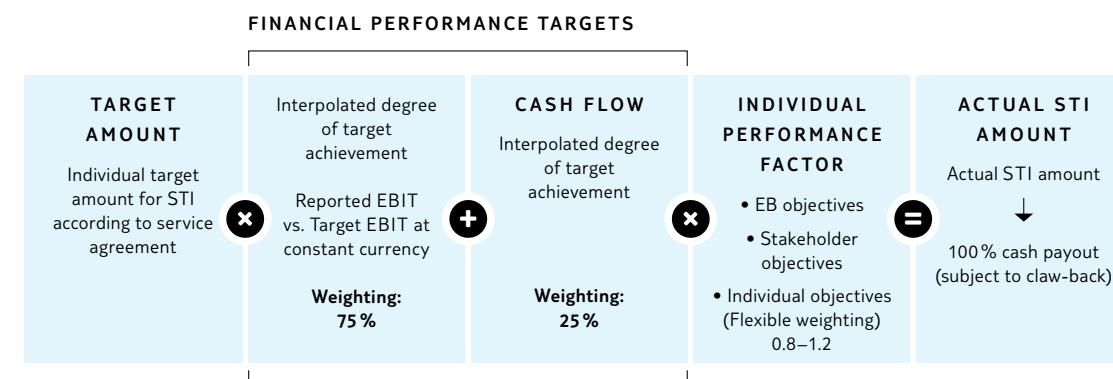 FINANCIAL PERFORMANCE TARGETS
TARGET
AMOUNT
Individual target
amount for STI
according to service
agreement
×
Interpolated degree
of target
achievement
Reported EBIT
vs. Target EBIT at
constant currency
Weighting:
75 %
+
CASH FLOW
Interpolated degree
of target
achievement
Weighting:
25 %
×
INDIVIDUAL
PERFORMANCE
FACTOR
• EB objectives
• Stakeholder
objectives
• Individual objectives
(Flexible weighting)
0.8–1.2
=
ACTUAL STI
AMOUNT
Actual STI amount
↓
100 % cash payout
(subject to claw-back)